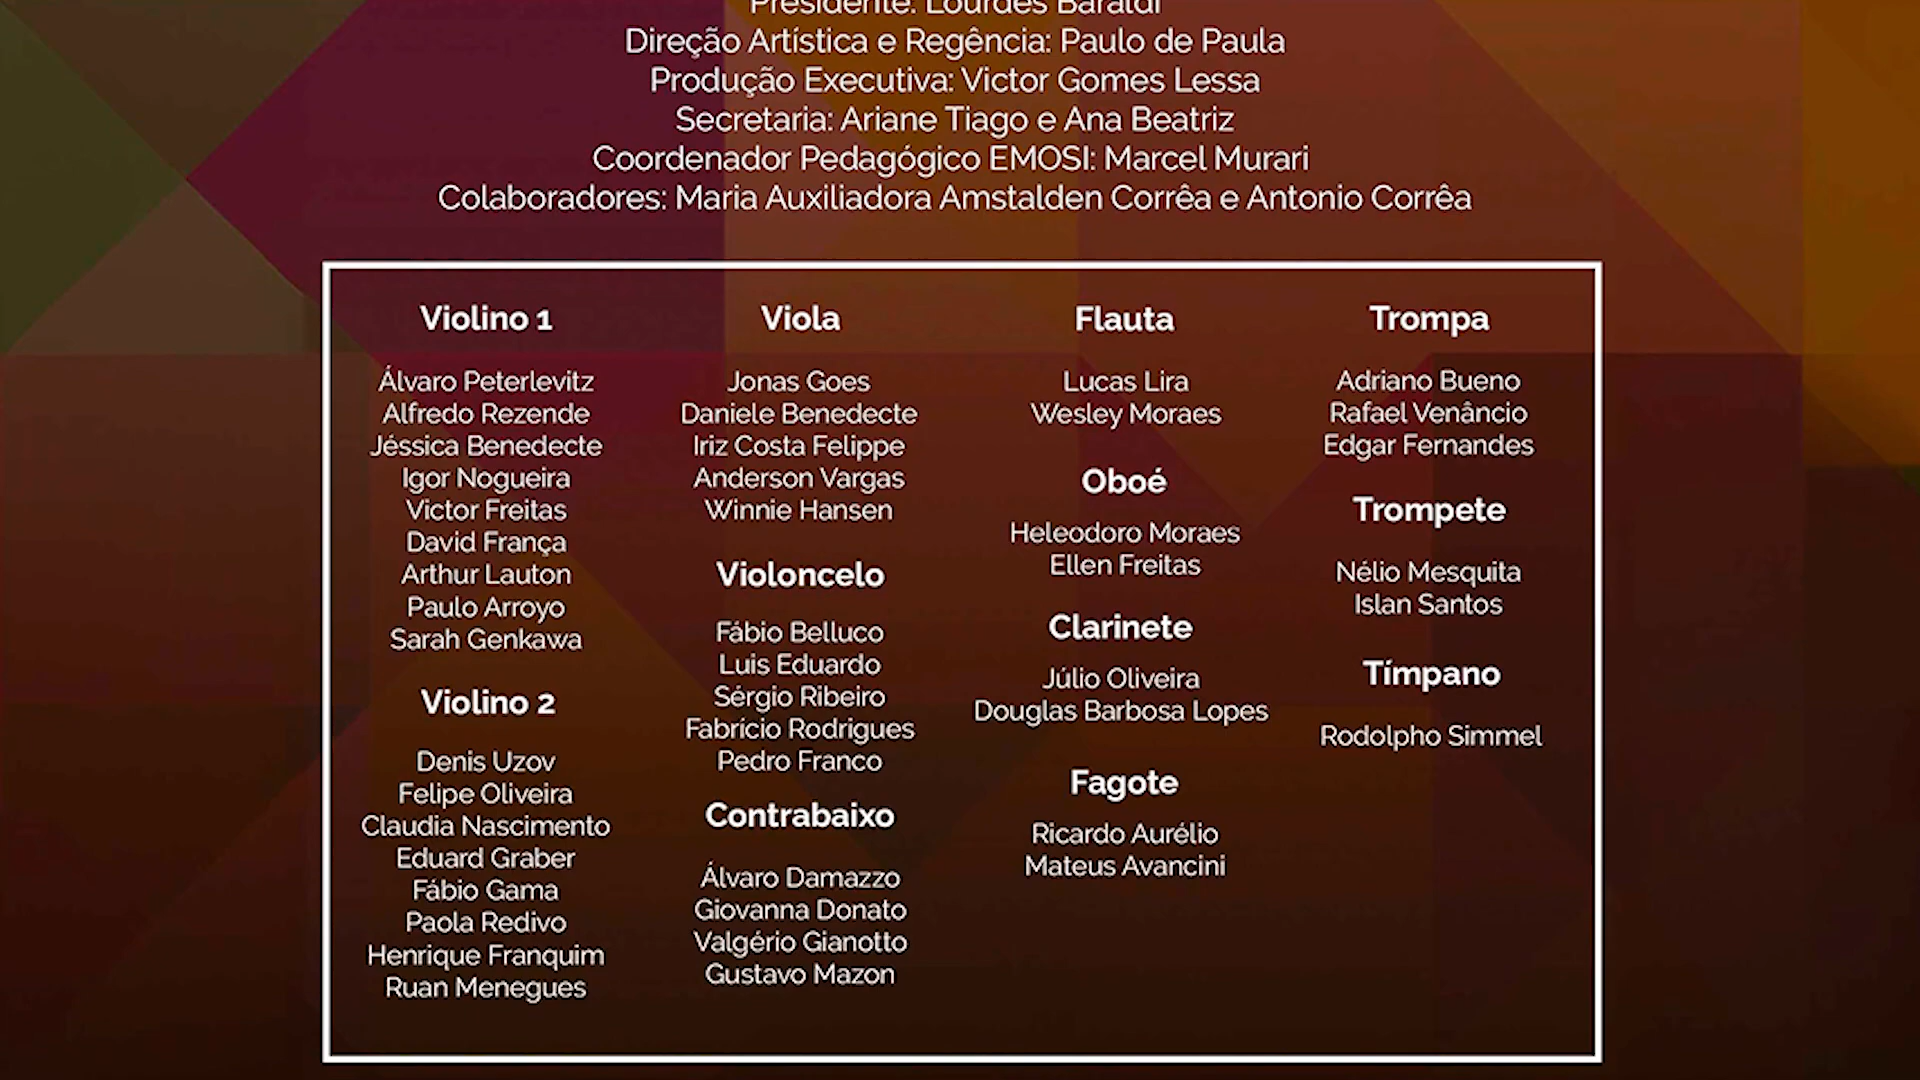 Presidente: Lourdes Baraldi
Direção Artística e Regência: Paulo de Paula
Produção Executiva: Victor Gomes Lessa
Secretaria: Ariane Tiago e Ana Beatriz
Coordenador Pedagógico EMOSI: Marcel Murari
Colaboradores: Maria Auxiliadora Amstalden Corrêa e Antonio Corrêa
Violino 1
Álvaro Peterlevitz
Alfredo Rezende
Jéssica Benedecte
Igor Nogueira
Victor Freitas
David França
Arthur Lauton
Paulo Arroyo
Sarah Genkawa
Violino 2
Denis Uzov
Felipe Oliveira
Claudia Nascimento
Eduard Graber
Fábio Gama
Paola Redivo
Henrique Franquim
Ruan Menegues
Viola
Jonas Goes
Daniele Benedecte
Iriz Costa Felippe
Anderson Vargas
Winnie Hansen
Violoncelo
Fábio Belluco
Luis Eduardo
Sérgio Ribeiro
Fabrício Rodrigues
Pedro Franco
Contrabaixo
Álvaro Damazzo
Giovanna Donato
Valgério Gianotto
Gustavo Mazon
Flauta
Lucas Lira
Wesley Moraes
Oboé
Heleodoro Moraes
Ellen Freitas
Clarinete
Júlio Oliveira
Douglas Barbosa Lopes
Fagote
Ricardo Aurélio
Mateus Avancini
Trompa
Adriano Bueno
Rafael Venâncio
Edgar Fernandes
Trompete
Nélio Mesquita
Islan Santos
Tímpano
Rodolpho Simmel